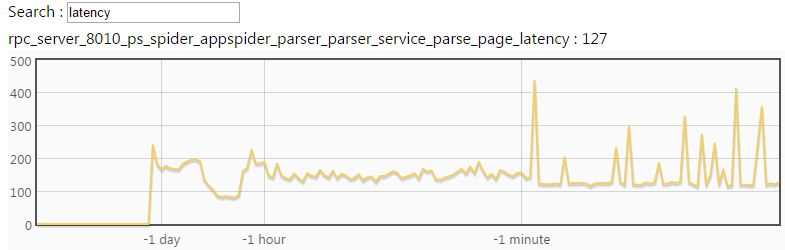 Search : latency
rpc_server_8010_ps_spider_appspider_parser_parser_service_parse_page_latency : 127
500
400
300
200
100
0
-1 day -1 hour -1 minute